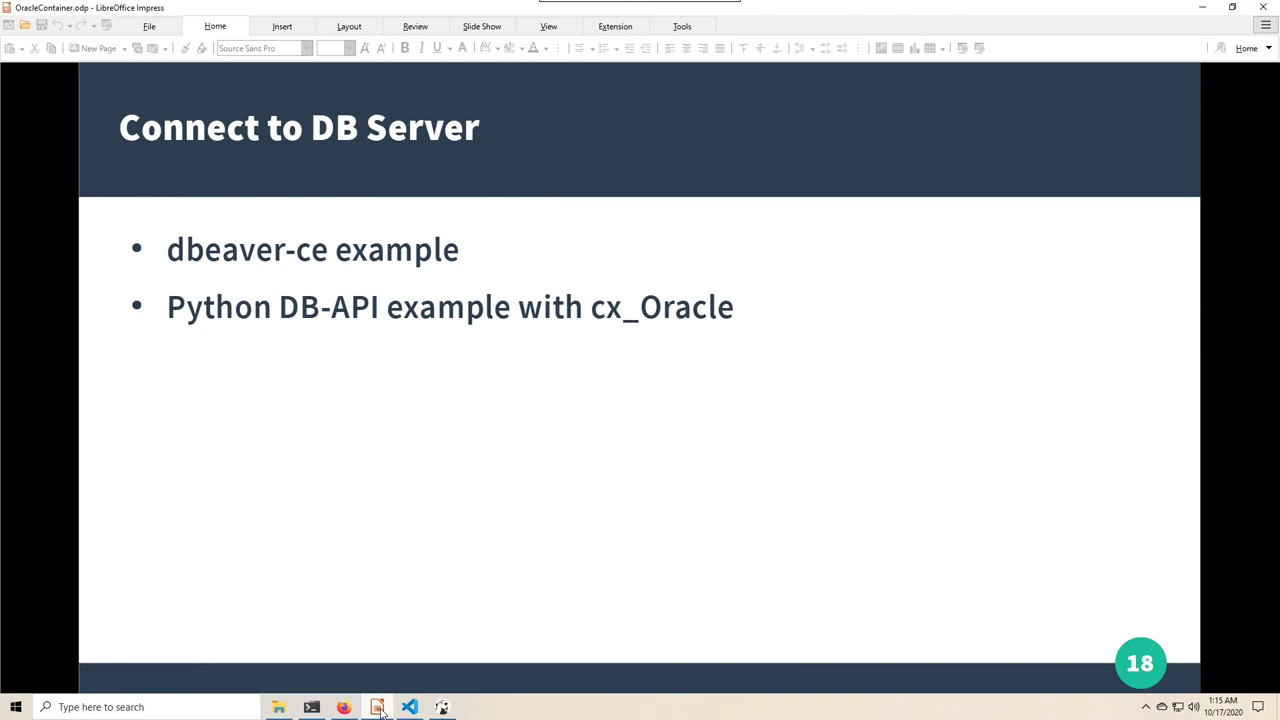 OracleContainer.odp - LibreOffice Impress
File Home Insert Layout Review Slide Show View Extension Tools
New Page Source Sans Pro Home
Connect to DB Server
• dbeaver-ce example
• Python DB-API example with cx_Oracle
18
Type here to search
1:15 AM
10/17/2020